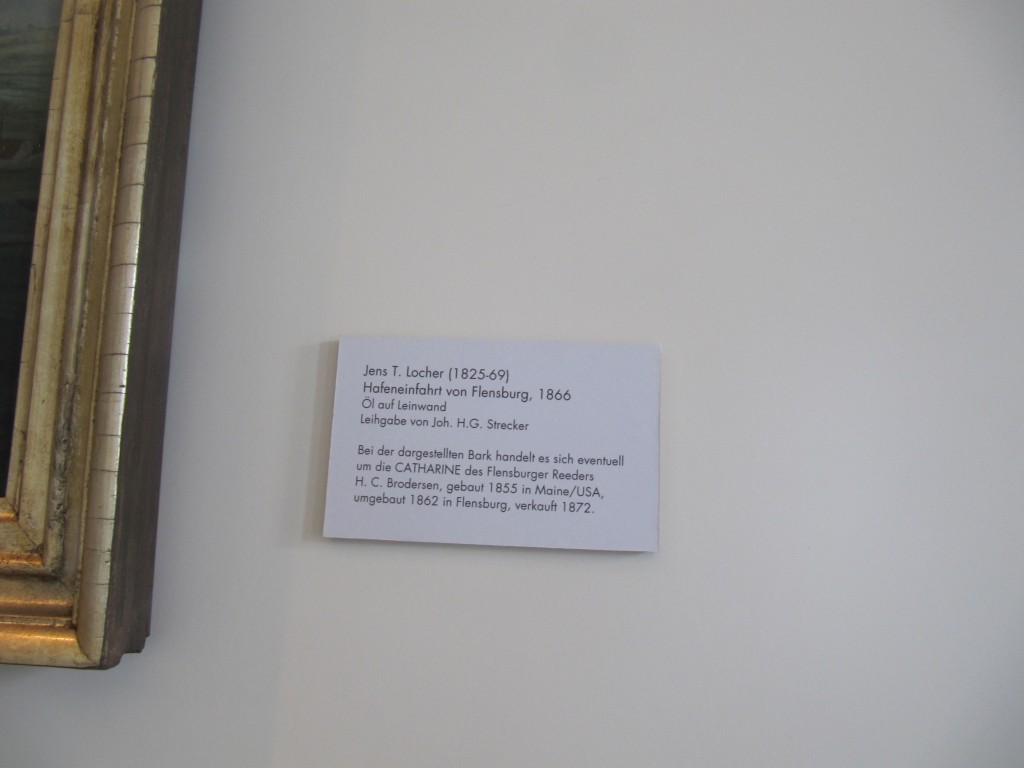 Jens T. Locher (1825-69)
Hafeneinfahrt von Flensburg, 1866
Öl auf Leinwand
Leihgabe von Joh. H.G. Strecker
Bei der dargestellten Bark handelt es sich eventuell
um die CATHARINE des Flensburger Reeders
H. C. Brodersen, gebaut 1855 in Maine/USA,
umgebaut 1862 in Flensburg, verkauft 1872.